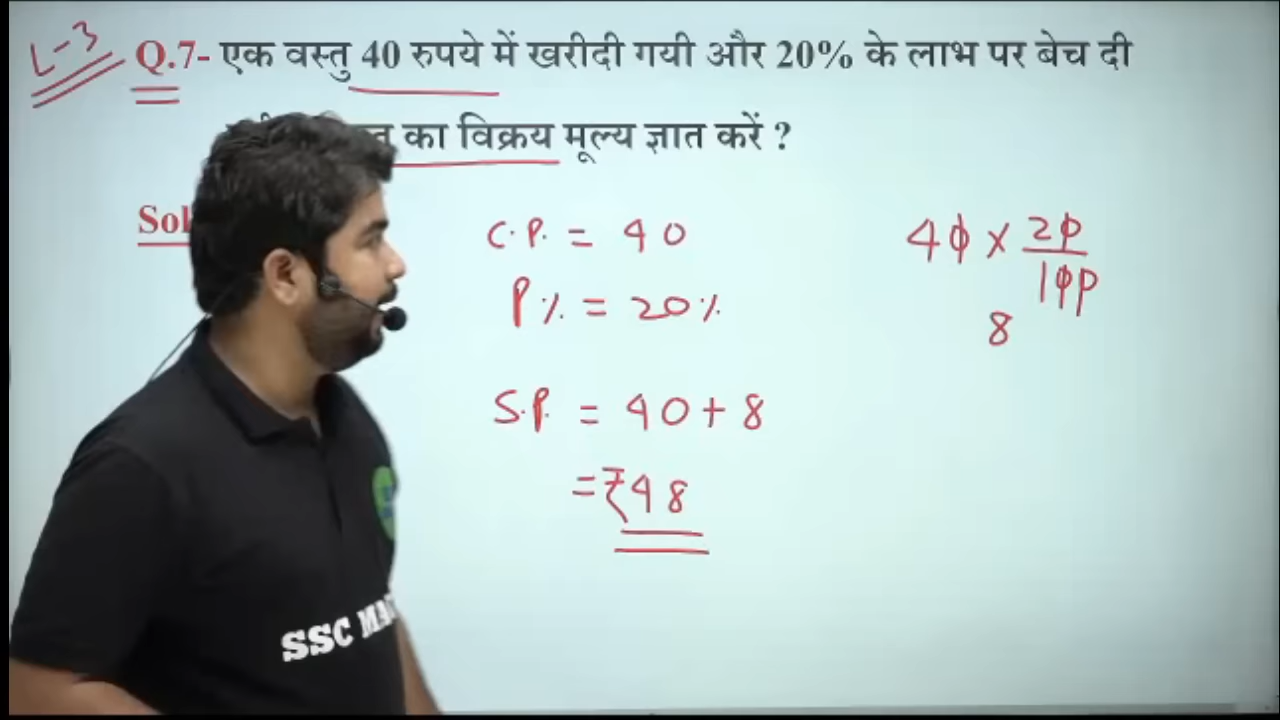 L-3
Q.7- एक वस्तु 40 रुपये में खरीदी गयी और 20% के लाभ पर बेच दी
का विक्रय मूल्य ज्ञात करें ?
Sol
C.P. = 40
P% = 20%
S.P. = 40 + 8
= ₹48
40 × 20/100
8
SSC